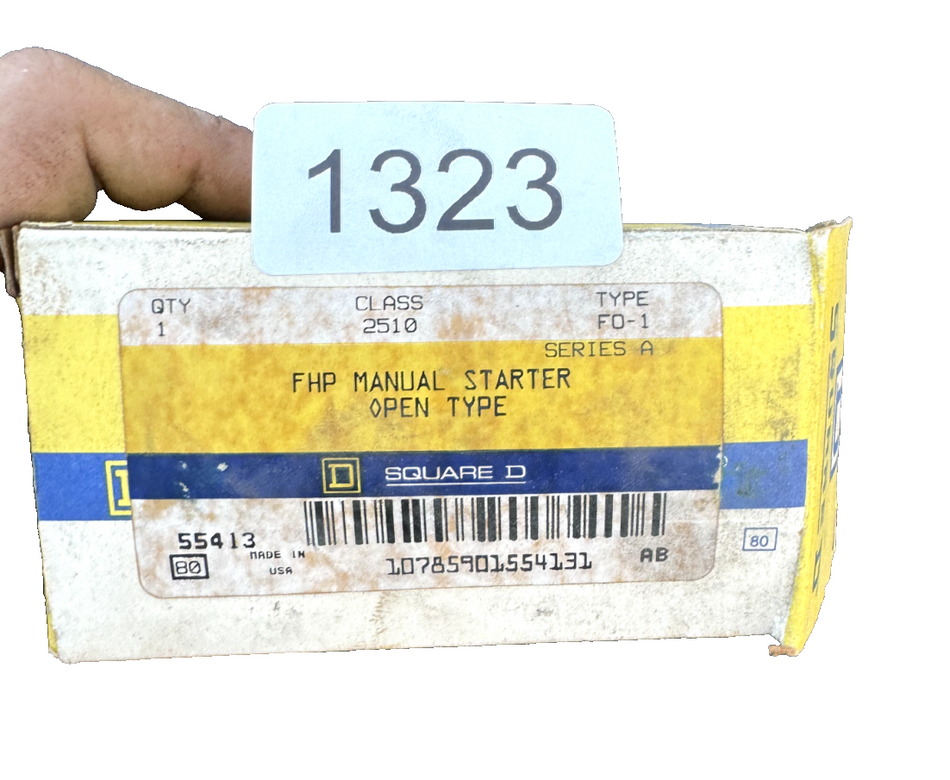 1323
QTY CLASS TYPE
1 2510 FO-1
SERIES A
FHP MANUAL STARTER
OPEN TYPE
D SQUARE D
55413
MADE IN
USA
80
10785901554131
AB
80